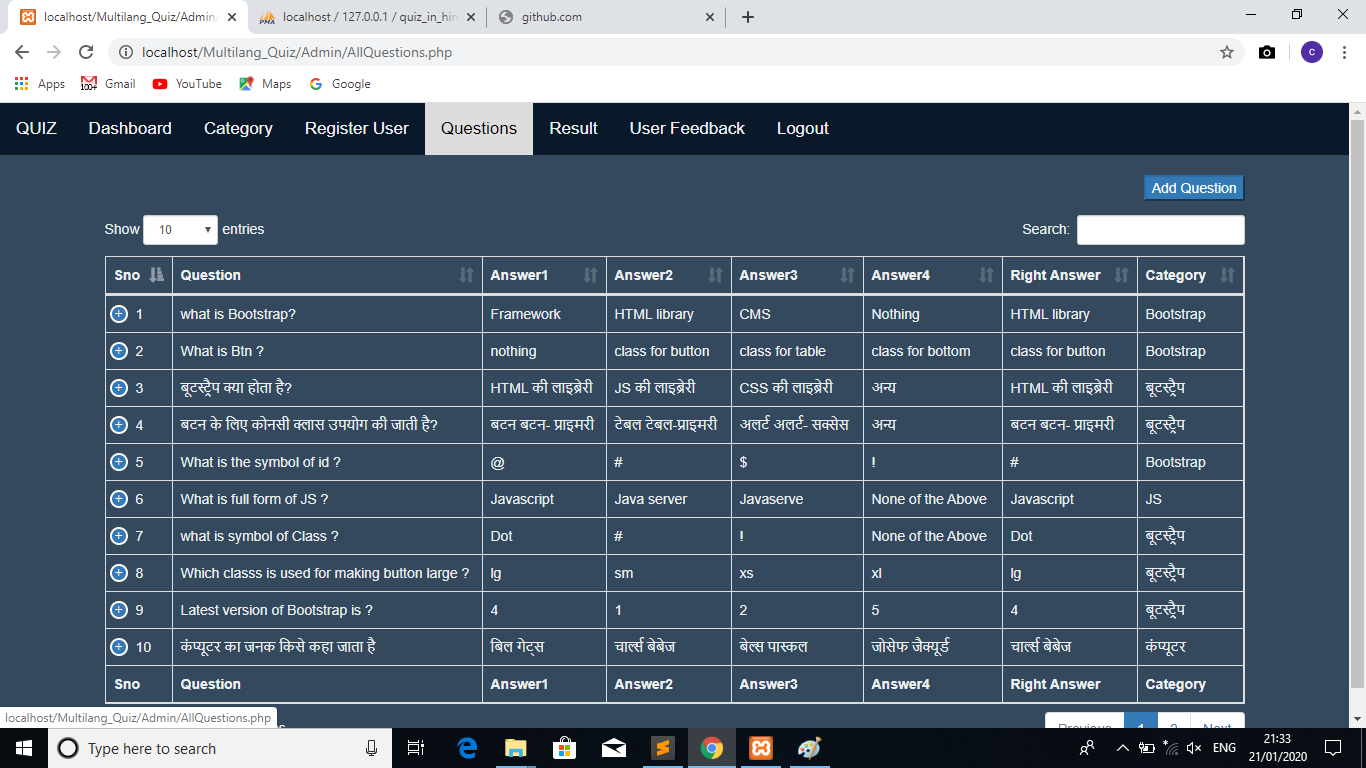 localhost/Multilang_Quiz/Admin/ localhost / 127.0.0.1 / quiz_in_hin github.com
localhost/Multilang_Quiz/Admin/AllQuestions.php c
Apps 100+ Gmail YouTube Maps G Google
QUIZ Dashboard Category Register User Questions Result User Feedback Logout
Add Question
Show 10 entries Search:
Sno Question Answer1 Answer2 Answer3 Answer4 Right Answer Category
1 what is Bootstrap? Framework HTML library CMS Nothing HTML library Bootstrap
2 What is Btn ? nothing class for button class for table class for bottom class for button Bootstrap
3 बूटस्ट्रैप क्या होता है? HTML की लाइब्रेरी JS की लाइब्रेरी CSS की लाइब्रेरी अन्य HTML की लाइब्रेरी बूटस्ट्रैप
4 बटन के लिए कोनसी क्लास उपयोग की जाती है? बटन बटन- प्राइमरी टेबल टेबल-प्राइमरी अलर्ट अलर्ट- सक्सेस अन्य बटन बटन- प्राइमरी बूटस्ट्रैप
5 What is the symbol of id ? @ # $ ! # Bootstrap
6 What is full form of JS ? Javascript Java server Javaserve None of the Above Javascript JS
7 what is symbol of Class ? Dot # ! None of the Above Dot बूटस्ट्रैप
8 Which classs is used for making button large ? lg sm xs xl lg बूटस्ट्रैप
9 Latest version of Bootstrap is ? 4 1 2 5 4 बूटस्ट्रैप
10 कंप्यूटर का जनक किसे कहा जाता है बिल गेट्स चार्ल्स बेबेज बेल्स पास्कल जोसेफ जैक्यूर्ड चार्ल्स बेबेज कंप्यूटर
Sno Question Answer1 Answer2 Answer3 Answer4 Right Answer Category
localhost/Multilang_Quiz/Admin/AllQuestions.php Previous 1 2 Next
Type here to search ENG 21:33
21/01/2020